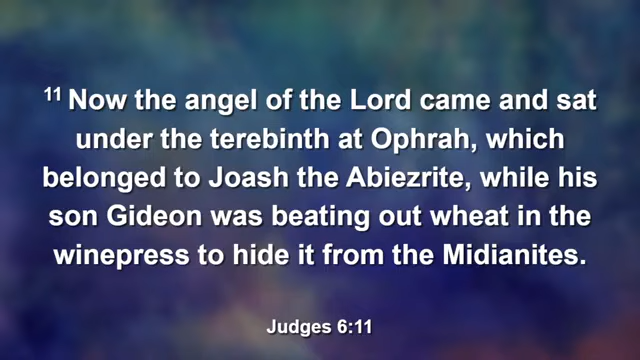 11 Now the angel of the Lord came and sat
under the terebinth at Ophrah, which
belonged to Joash the Abiezrite, while his
son Gideon was beating out wheat in the
winepress to hide it from the Midianites.
Judges 6:11